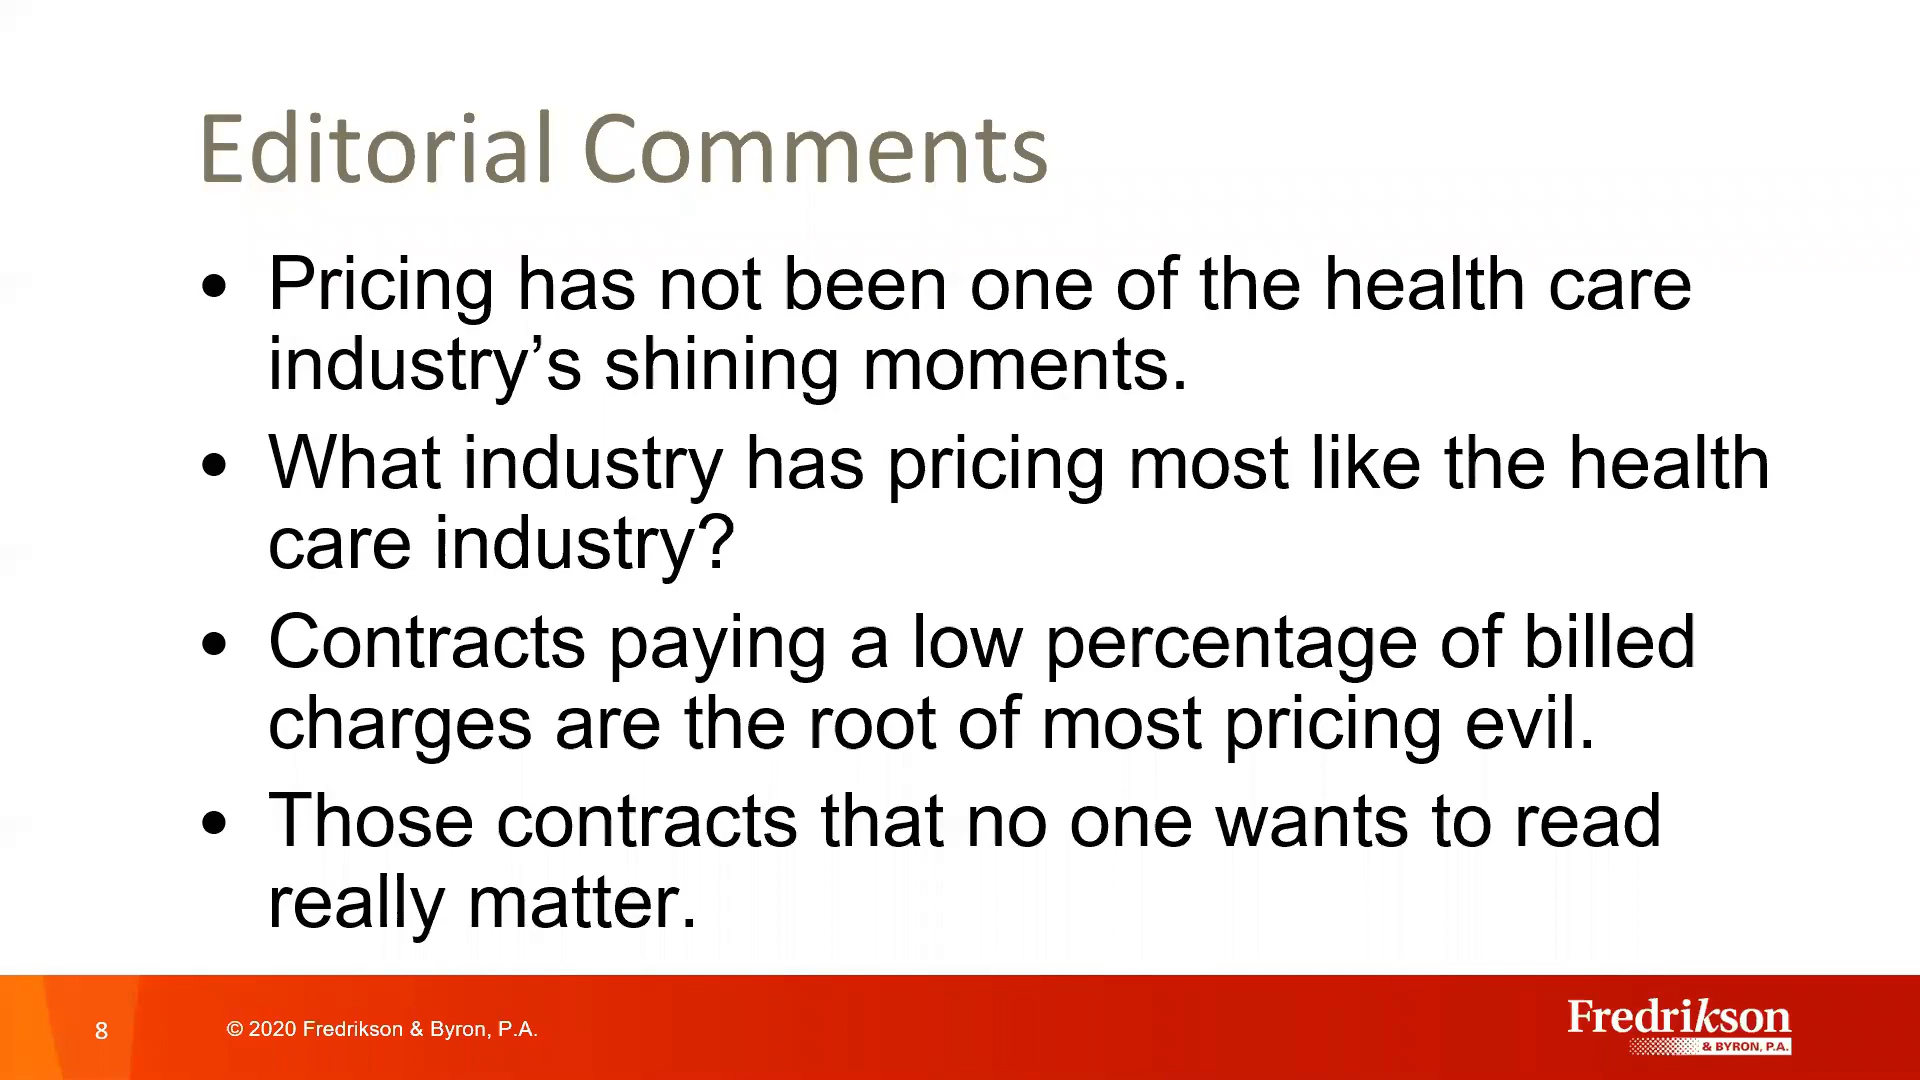 Editorial Comments
• Pricing has not been one of the health care
industry’s shining moments.
• What industry has pricing most like the health
care industry?
• Contracts paying a low percentage of billed
charges are the root of most pricing evil.
• Those contracts that no one wants to read
really matter.
8
© 2020 Fredrikson & Byron, P.A.
Fredrikson
& BYRON, P.A.